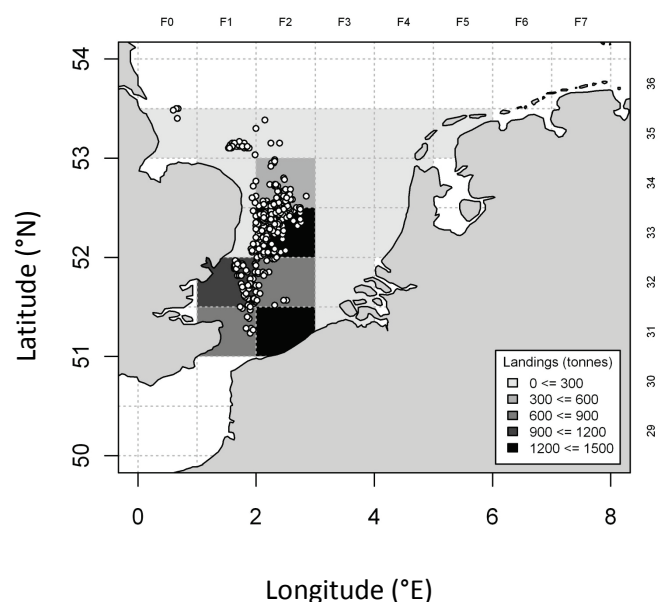 F0 F1 F2 F3 F4 F5 F6 F7
54
53
52
51
50
Latitude (°N)
36
35
34
33
32
31
30
29
Landings (tonnes)
0 <= 300
300 <= 600
600 <= 900
900 <= 1200
1200 <= 1500
0 2 4 6 8
Longitude (°E)